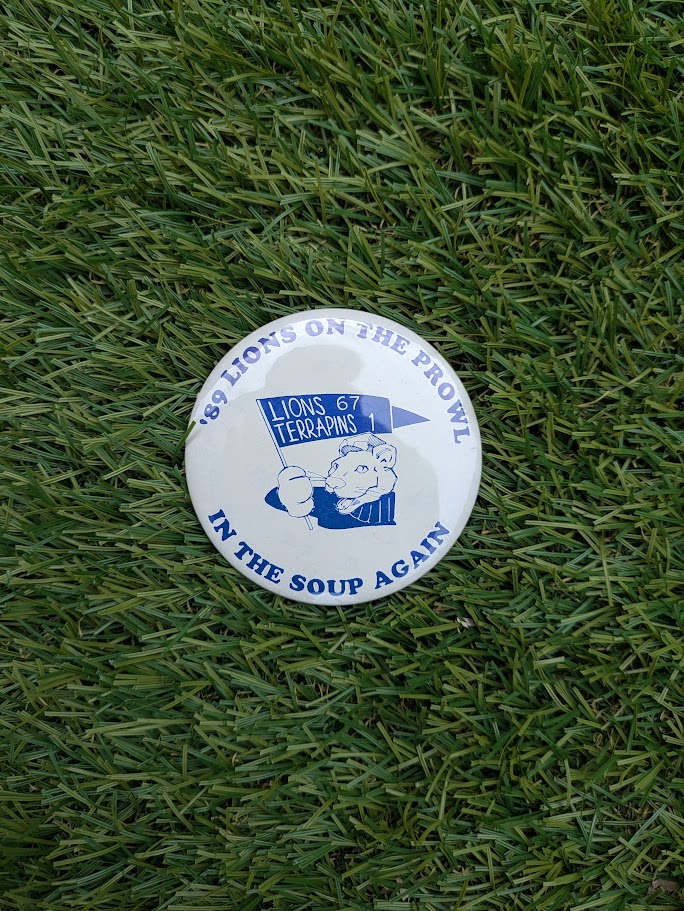 '89 LIONS ON THE PROWL
LIONS 67
TERRAPINS 1
IN THE SOUP AGAIN